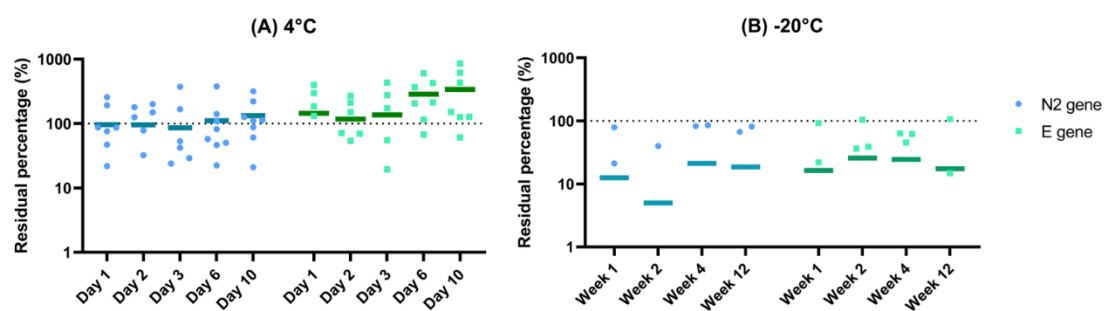 (A) 4°C
Residual percentage (%)
1000
100
10
1
Day 1
Day 2
Day 3
Day 6
Day 10
Day 1
Day 2
Day 3
Day 6
Day 10
(B) -20°C
Residual percentage (%)
1000
100
10
1
Week 1
Week 2
Week 4
Week 12
Week 1
Week 2
Week 4
Week 12
N2 gene
E gene